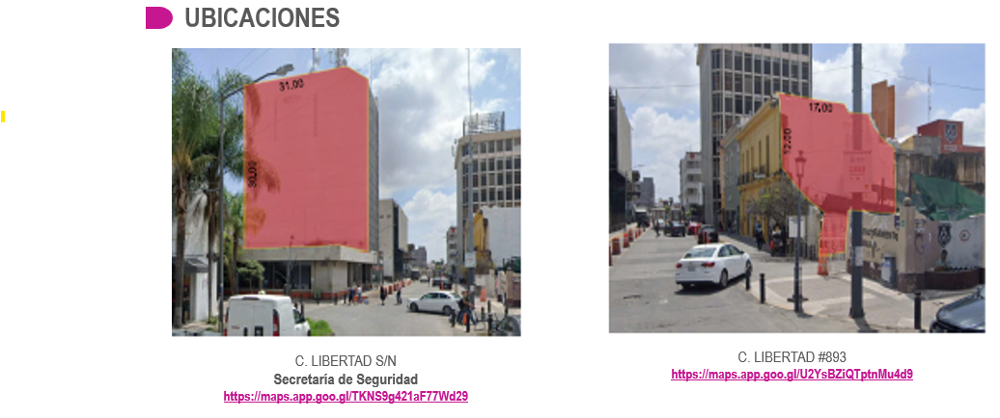 UBICACIONES
31.00
30.00
17.00
12.00
C. LIBERTAD S/N
Secretaría de Seguridad
https://maps.app.goo.gl/TKNS9g421aF77Wd29
C. LIBERTAD #893
https://maps.app.goo.gl/U2YsBZiQTptnMu4d9